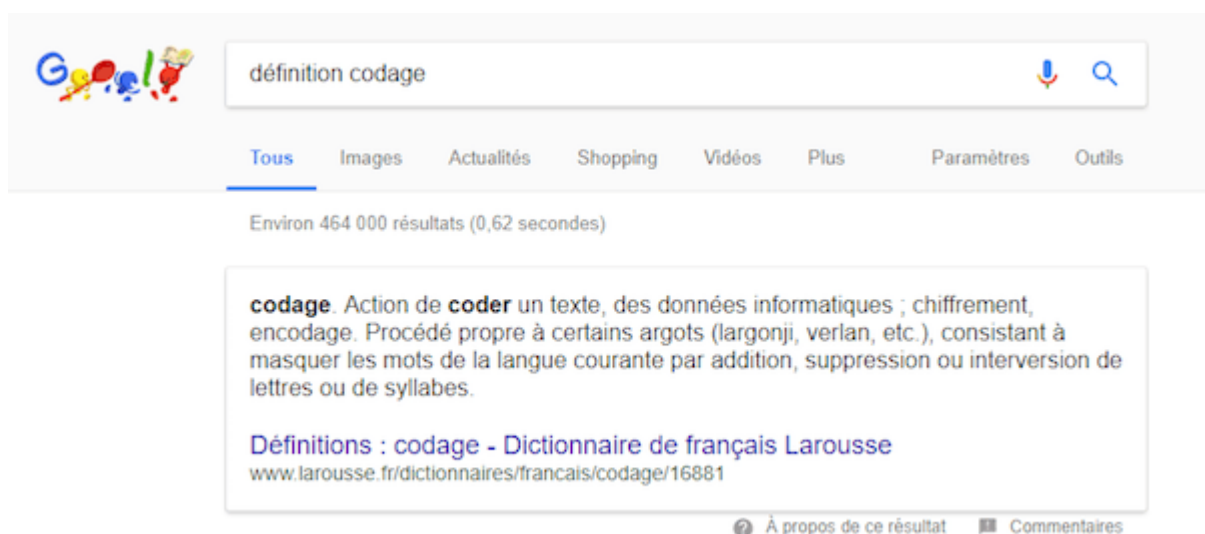 Google
définition codage
Tous Images Actualités Shopping Vidéos Plus Paramètres Outils
Environ 464 000 résultats (0,62 secondes)
codage. Action de coder un texte, des données informatiques ; chiffrement,
encodage. Procédé propre à certains argots (largonji, verlan, etc.), consistant à
masquer les mots de la langue courante par addition, suppression ou interversion de
lettres ou de syllabes.
Définitions : codage - Dictionnaire de français Larousse
www.larousse.fr/dictionnaires/francais/codage/16881
À propos de ce résultat Commentaires